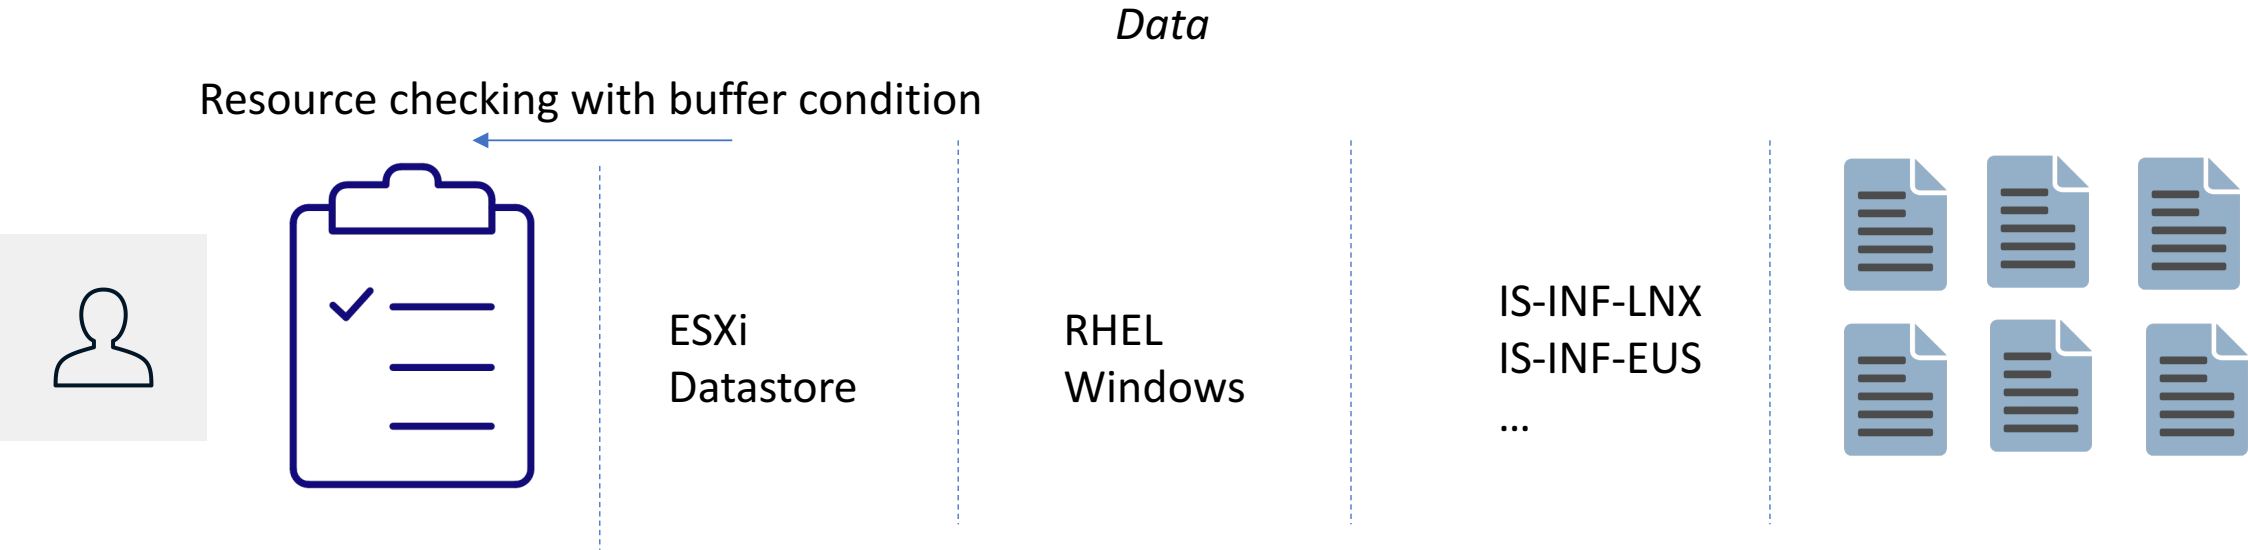 Data
Resource checking with buffer condition
ESXi
Datastore
RHEL
Windows
IS-INF-LNX
IS-INF-EUS
...